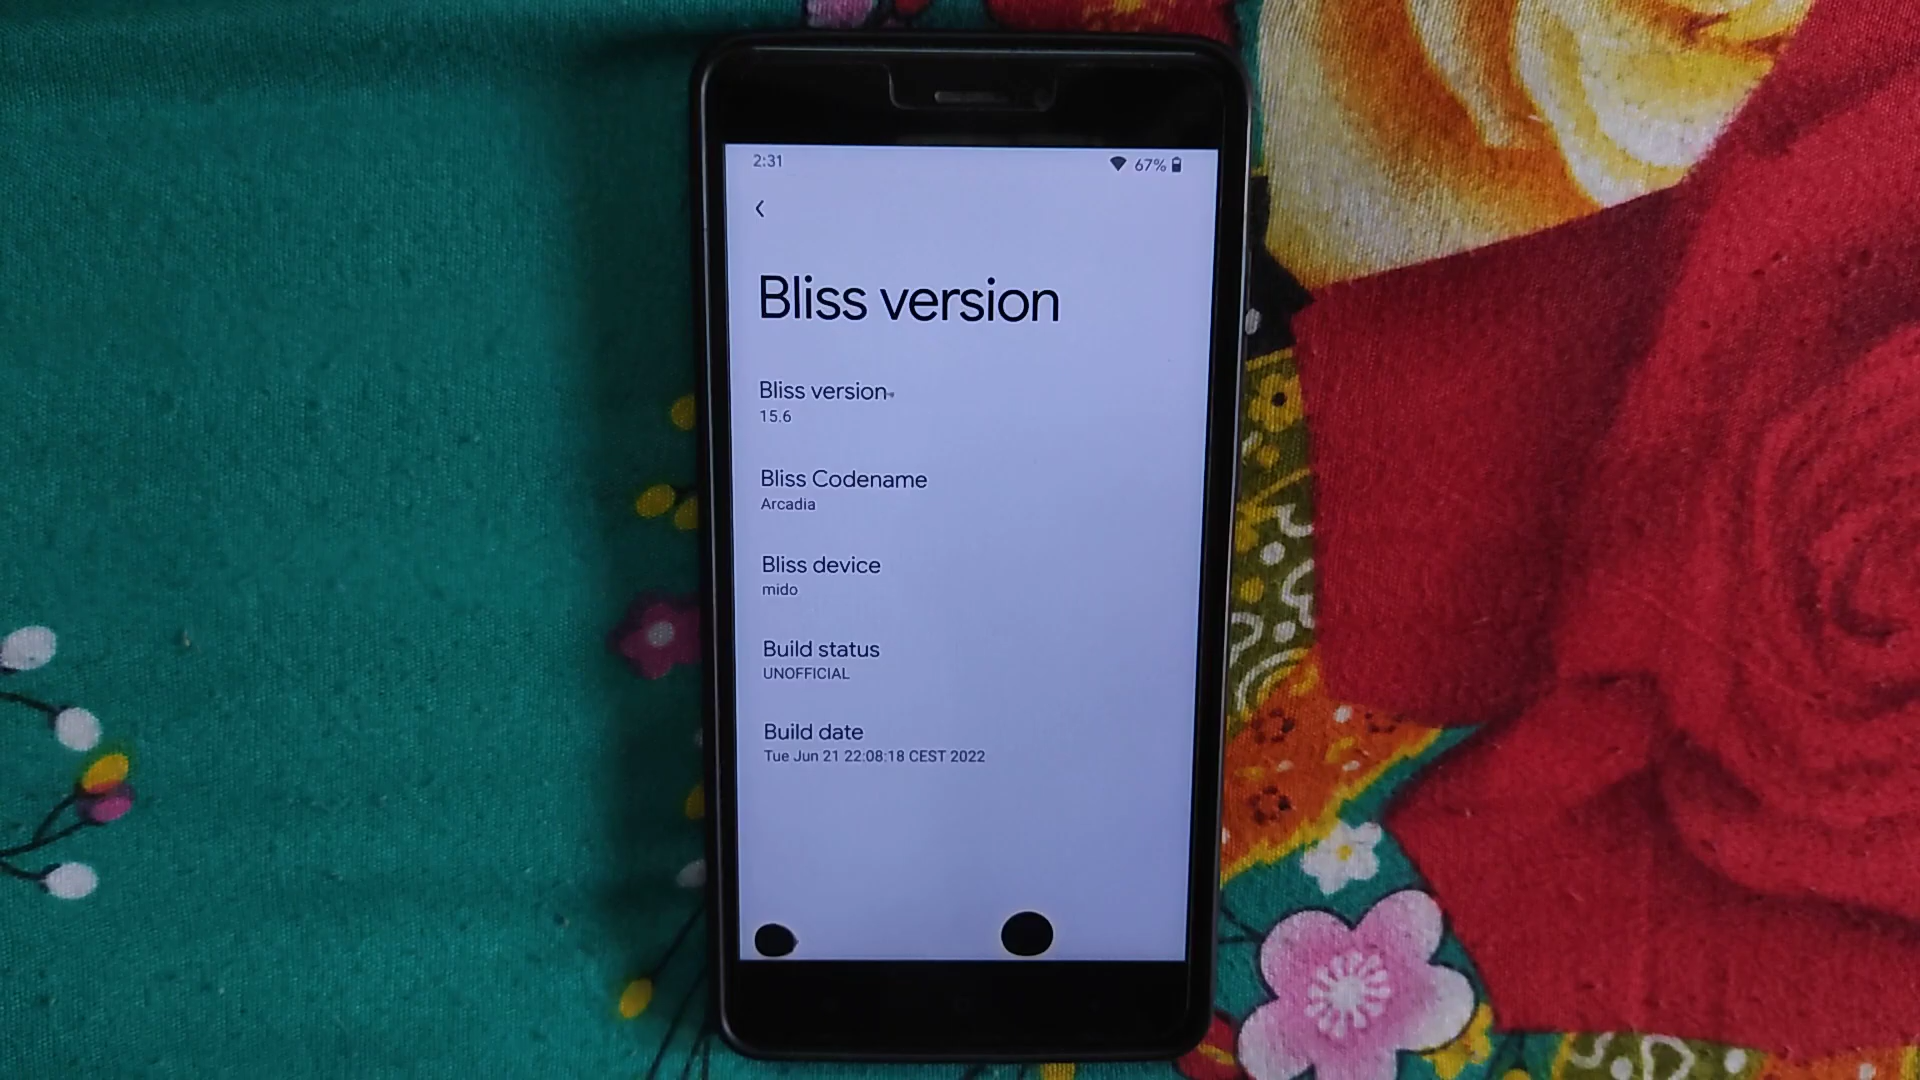 2:31
67%
Bliss version
Bliss version
15.6
Bliss Codename
Arcadia
Bliss device
mido
Build status
UNOFFICIAL
Build date
Tue Jun 21 22:08:18 CEST 2022